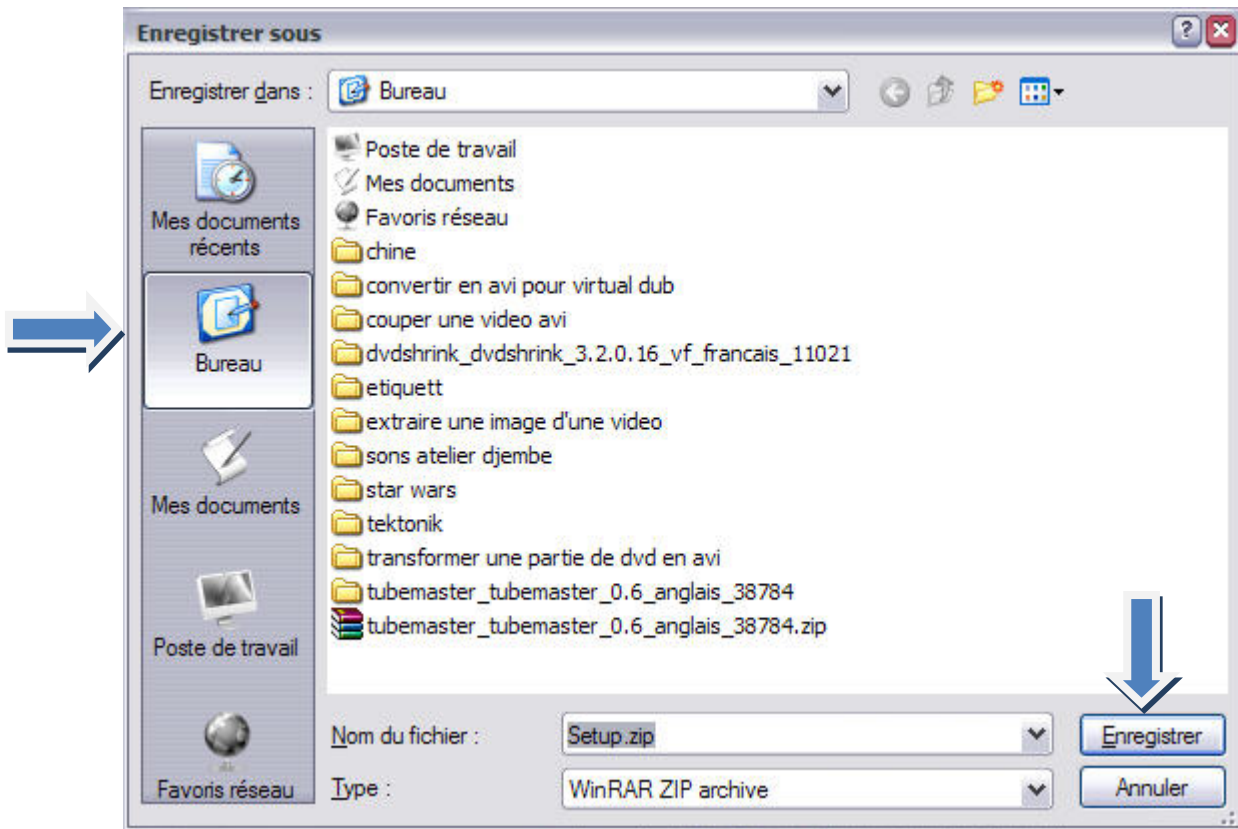 Enregistrer sous
Enregistrer dans :
Bureau
Mes documents
récents
Bureau
Mes documents
Poste de travail
Favoris réseau
Poste de travail
Mes documents
Favoris réseau
chine
convertir en avi pour virtual dub
couper une video avi
dvdshrink_dvdshrink_3.2.0.16_vf_francais_11021
etiquett
extraire une image d'une video
sons atelier djembe
star wars
tektonik
transformer une partie de dvd en avi
tubemaster_tubemaster_0.6_anglais_38784
tubemaster_tubemaster_0.6_anglais_38784.zip
Nom du fichier :
Setup.zip
Enregistrer
Type :
WinRAR ZIP archive
Annuler